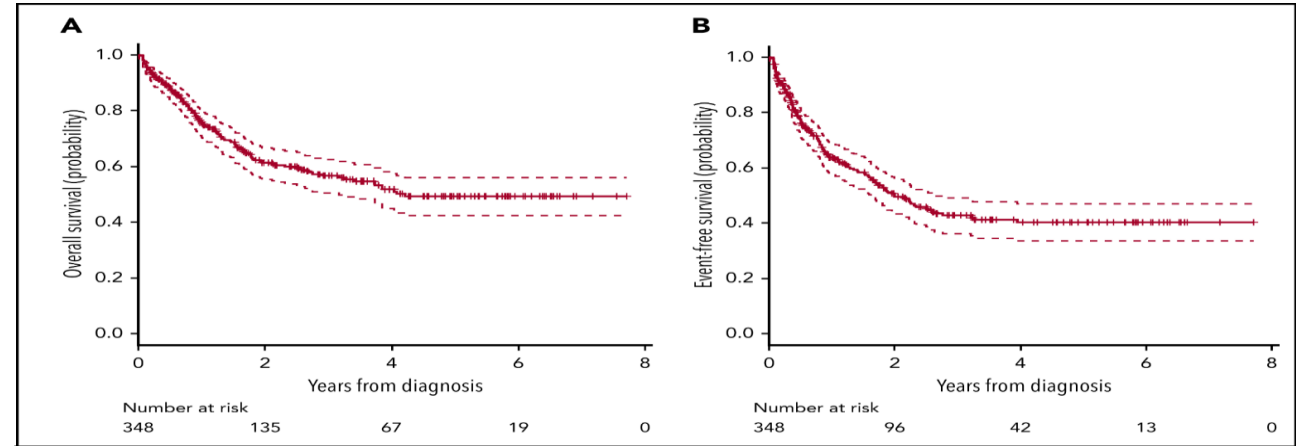 A
Overall survival (probability)
1.0
0.8
0.6
0.4
0.2
0.0
0 2 4 6 8
Years from diagnosis
Number at risk
348 135 67 19 0
B
Event-free survival (probability)
1.0
0.8
0.6
0.4
0.2
0.0
0 2 4 6 8
Years from diagnosis
Number at risk
348 96 42 13 0